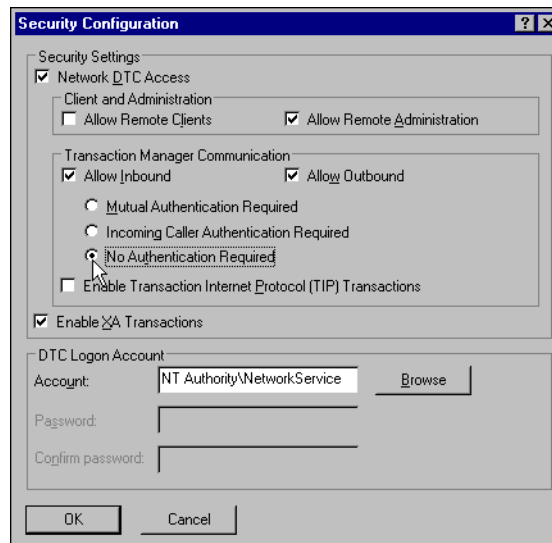 Security Configuration
Security Settings
Network DTC Access
Client and Administration
Allow Remote Clients Allow Remote Administration
Transaction Manager Communication
Allow Inbound Allow Outbound
Mutual Authentication Required
Incoming Caller Authentication Required
No Authentication Required
Enable Transaction Internet Protocol (TIP) Transactions
Enable XA Transactions
DTC Logon Account
Account: NT Authority\NetworkService Browse
Password:
Confirm password:
OK Cancel